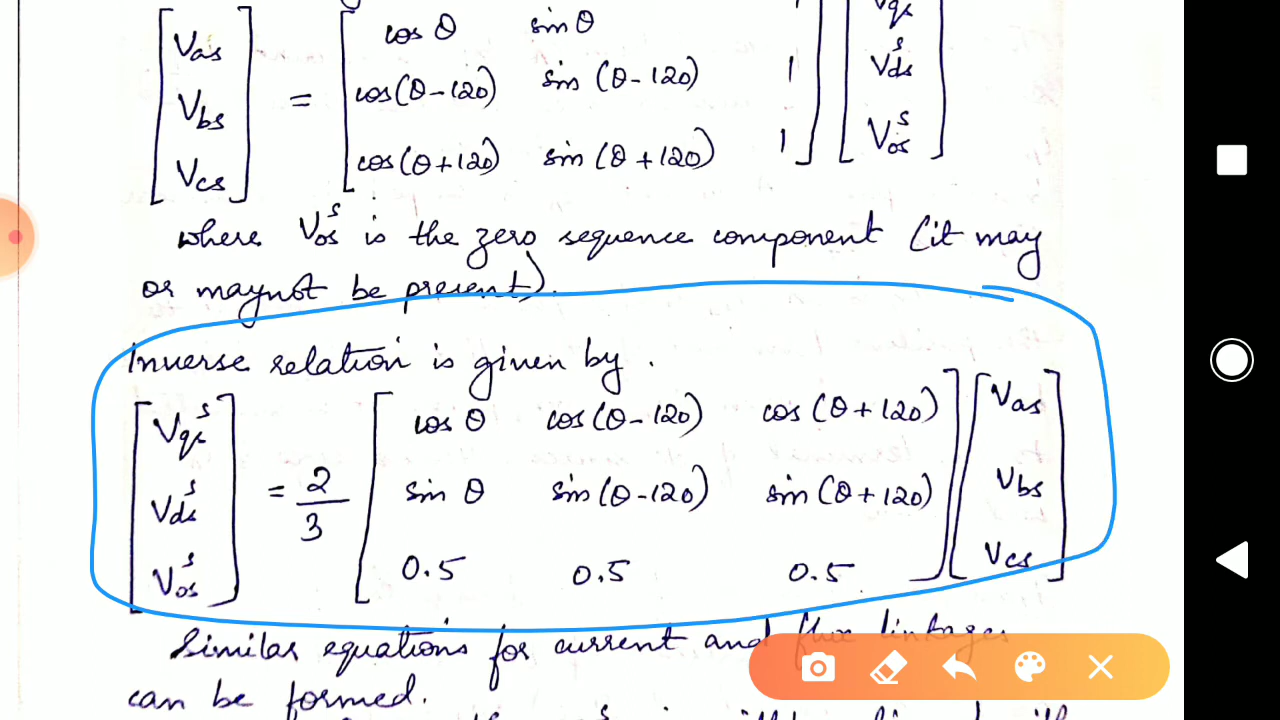 Vas cos θ sin θ
Vbs = cos(θ-120) sin (θ-120) 1 Vds^s
Vcs cos(θ+120) sin (θ+120) 1 Vos^s
where Vos^s is the zero sequence component (it may
or maynot be present).
Inverse relation is given by.
Vqs^s cos θ cos(θ-120) cos (θ+120) Vas
Vds^s = 2/3 sin θ sin(θ-120) sin(θ+120) Vbs
Vos^s 0.5 0.5 0.5 Vcs
Similar equations for current and flux linkages
can be formed.